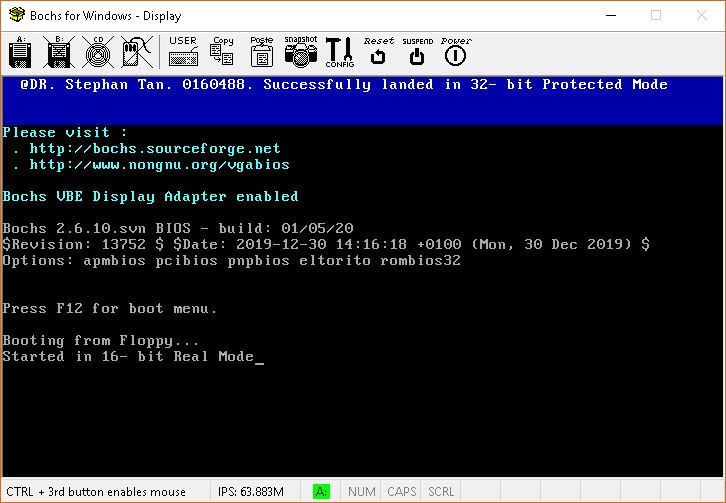 Bochs for Windows - Display
A: B: CD USER Copy Paste snapshot CONFIG Reset SUSPEND Power
@DR. Stephan Tan. 0160488. Successfully landed in 32- bit Protected Mode
Please visit :
. http://bochs.sourceforge.net
. http://www.nongnu.org/vgabios
Bochs VBE Display Adapter enabled
Bochs 2.6.10.svn BIOS - build: 01/05/20
$Revision: 13752 $ $Date: 2019-12-30 14:16:18 +0100 (Mon, 30 Dec 2019) $
Options: apmbios pcibios pnpbios eltorito rombios32
Press F12 for boot menu.
Booting from Floppy...
Started in 16- bit Real Mode_
CTRL + 3rd button enables mouse IPS: 63.883M A: NUM CAPS SCRL